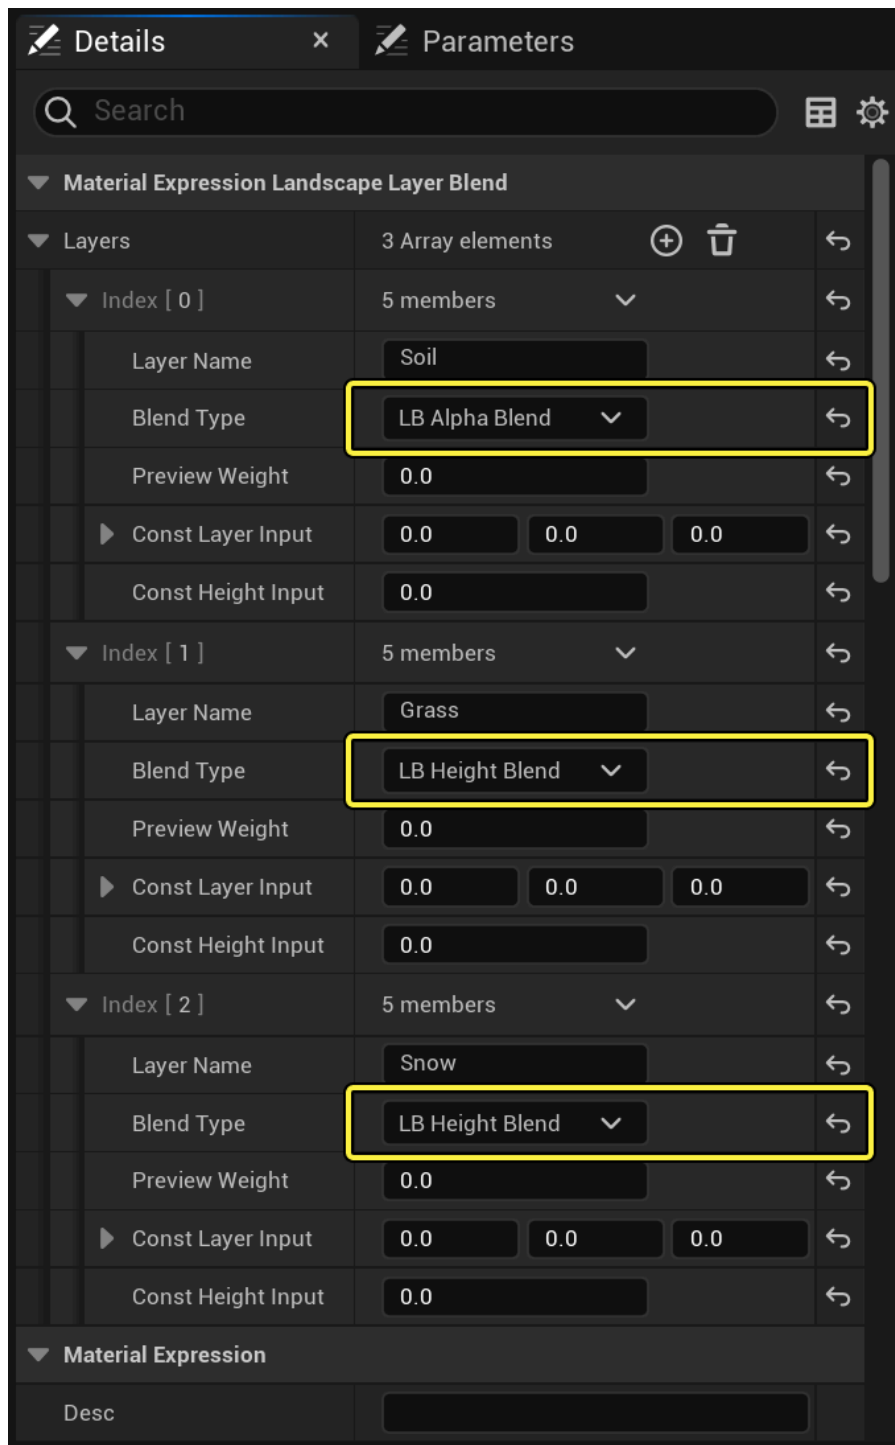 Details × Parameters
Search
Material Expression Landscape Layer Blend
Layers 3 Array elements
Index [ 0 ] 5 members
Layer Name Soil
Blend Type LB Alpha Blend
Preview Weight 0.0
Const Layer Input 0.0 0.0 0.0
Const Height Input 0.0
Index [ 1 ] 5 members
Layer Name Grass
Blend Type LB Height Blend
Preview Weight 0.0
Const Layer Input 0.0 0.0 0.0
Const Height Input 0.0
Index [ 2 ] 5 members
Layer Name Snow
Blend Type LB Height Blend
Preview Weight 0.0
Const Layer Input 0.0 0.0 0.0
Const Height Input 0.0
Material Expression
Desc